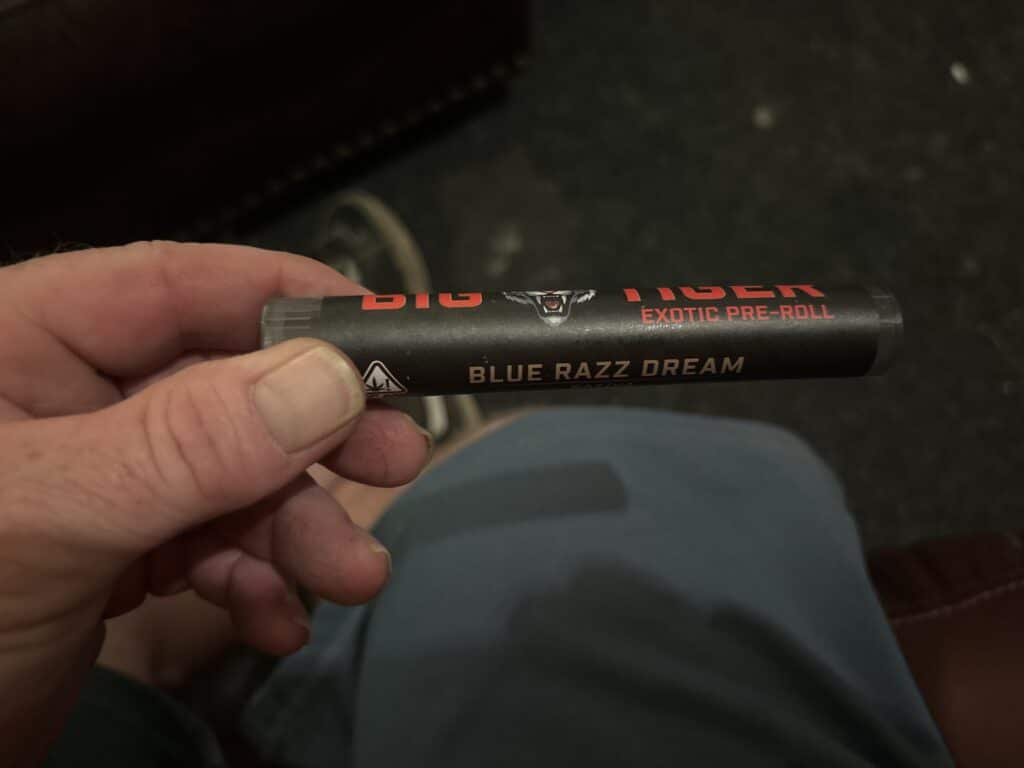 BIG TIGER
EXOTIC PRE-ROLL
BLUE RAZZ DREAM